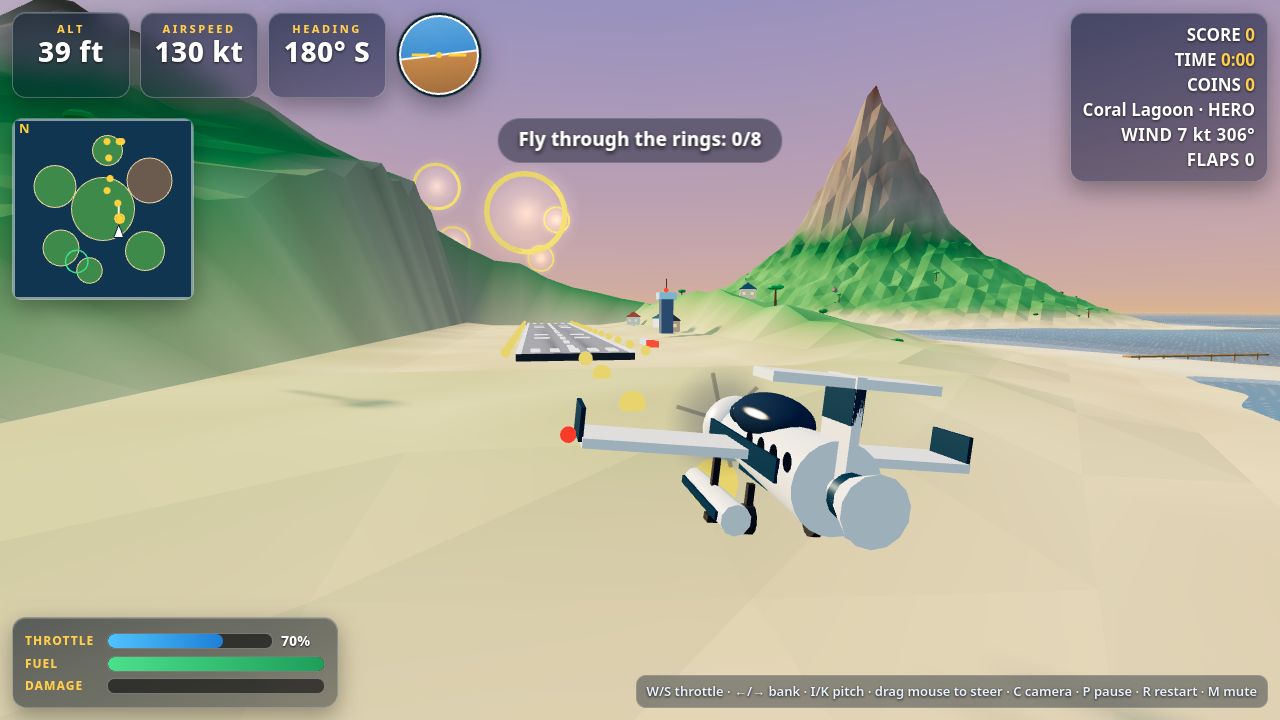 ALT
39 ft
AIRSPEED
130 kt
HEADING
180° S
SCORE 0
TIME 0:00
COINS 0
Coral Lagoon · HERO
WIND 7 kt 306°
FLAPS 0
N
Fly through the rings: 0/8
THROTTLE 70%
FUEL
DAMAGE
W/S throttle · ←/→ bank · I/K pitch · drag mouse to steer · C camera · P pause · R restart · M mute